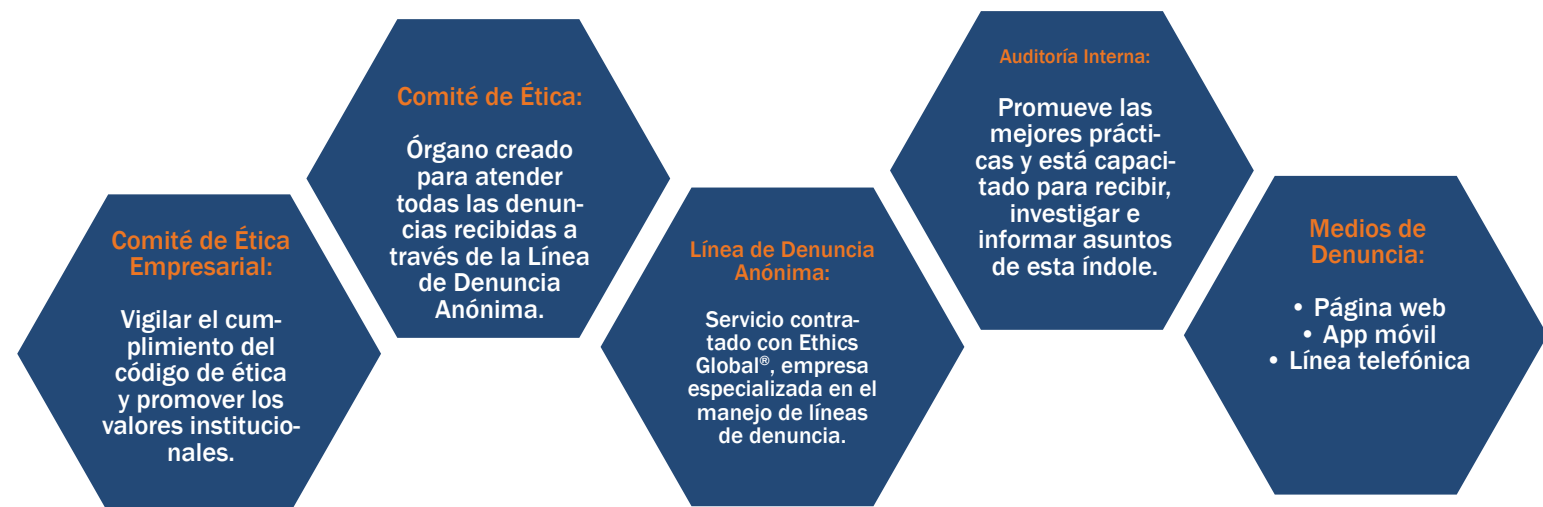 Comité de Ética
Empresarial:
Vigilar el cum-
plimiento del
código de ética
y promover los
valores institucio-
nales.
Comité de Ética:
Órgano creado
para atender
todas las denun-
cias recibidas a
través de la Línea
de Denuncia
Anónima.
Línea de Denuncia
Anónima:
Servicio contra-
tado con Ethics
Global®, empresa
especializada en el
manejo de líneas
de denuncia.
Auditoría Interna:
Promueve las
mejores prácti-
cas y está capaci-
tado para recibir,
investigar e
informar asuntos
de esta índole.
Medios de
Denuncia:
• Página web
• App móvil
• Línea telefónica